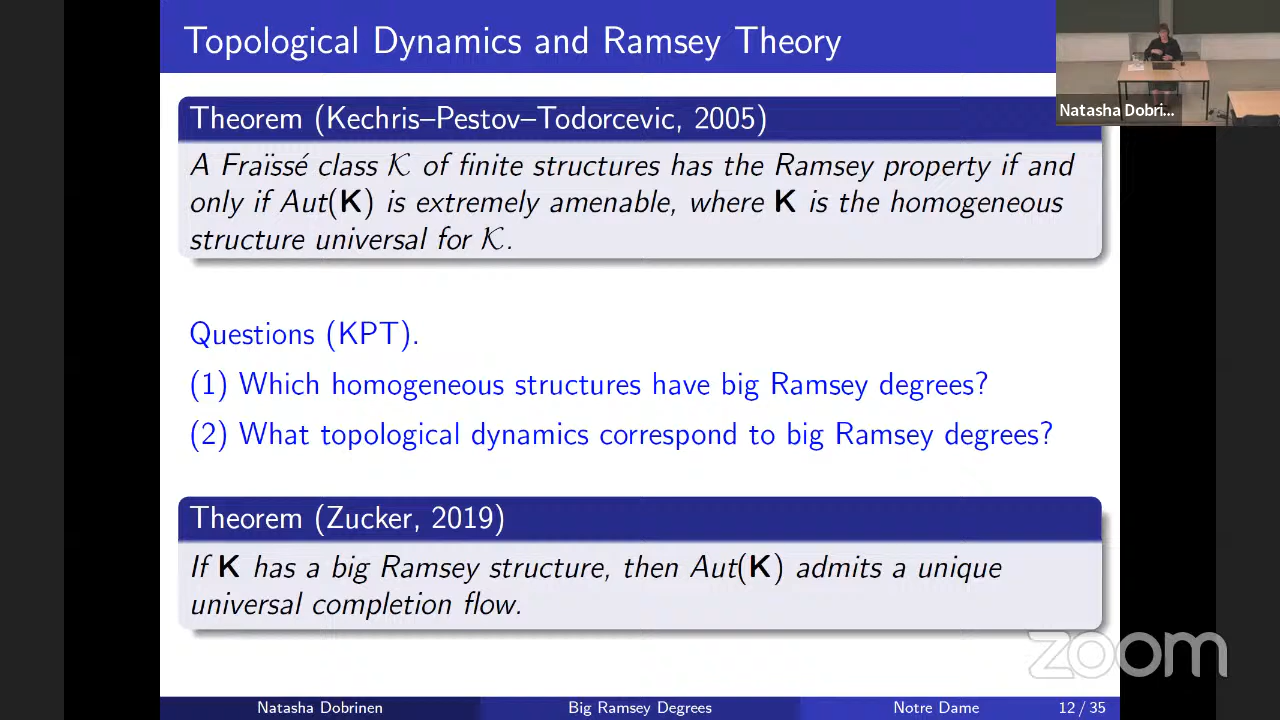 Topological Dynamics and Ramsey Theory
Natasha Dobri...
Theorem (Kechris–Pestov–Todorcevic, 2005)
A Fraïssé class 𝒦 of finite structures has the Ramsey property if and
only if Aut(𝐊) is extremely amenable, where 𝐊 is the homogeneous
structure universal for 𝒦.
Questions (KPT).
(1) Which homogeneous structures have big Ramsey degrees?
(2) What topological dynamics correspond to big Ramsey degrees?
Theorem (Zucker, 2019)
If 𝐊 has a big Ramsey structure, then Aut(𝐊) admits a unique
universal completion flow.
zoom
Natasha Dobrinen Big Ramsey Degrees Notre Dame 12 / 35